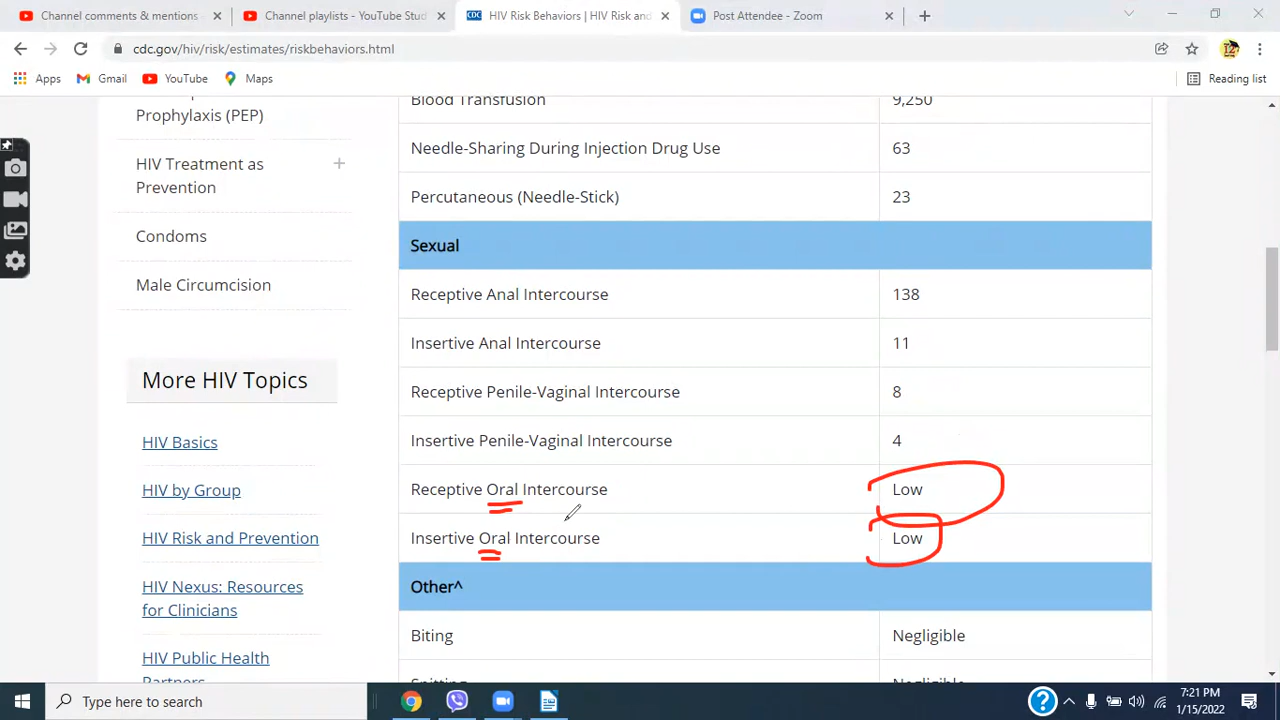 Channel comments & mentions
Channel playlists - YouTube Stud
CDC
HIV Risk Behaviors | HIV Risk and
Post Attendee - Zoom
cdc.gov/hiv/risk/estimates/riskbehaviors.html
Apps
Gmail
YouTube
Maps
Reading list
Prophylaxis (PEP)
HIV Treatment as
Prevention
Condoms
Male Circumcision
More HIV Topics
HIV Basics
HIV by Group
HIV Risk and Prevention
HIV Nexus: Resources
for Clinicians
HIV Public Health
Partners
Blood Transfusion 9,250
Needle-Sharing During Injection Drug Use 63
Percutaneous (Needle-Stick) 23
Sexual
Receptive Anal Intercourse 138
Insertive Anal Intercourse 11
Receptive Penile-Vaginal Intercourse 8
Insertive Penile-Vaginal Intercourse 4
Receptive Oral Intercourse Low
Insertive Oral Intercourse Low
Other^
Biting Negligible
Spitting Negligible
Type here to search
7:21 PM
1/15/2022